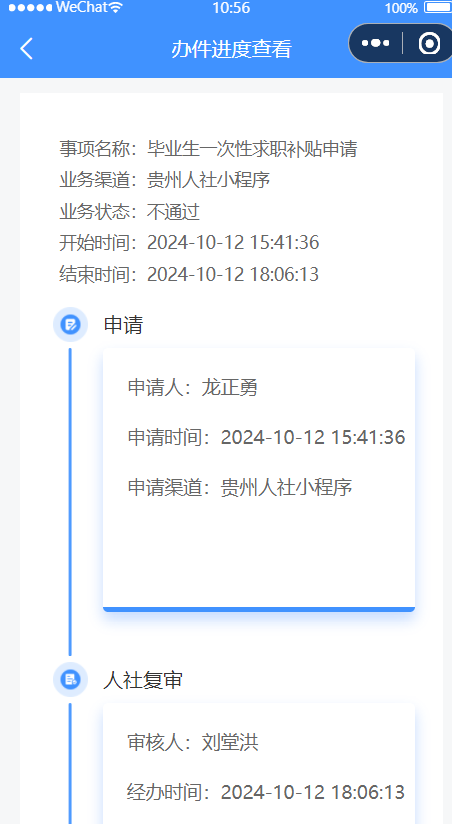 WeChat 10:56 100%
办件进度查看
事项名称：毕业生一次性求职补贴申请
业务渠道：贵州人社小程序
业务状态：不通过
开始时间：2024-10-12 15:41:36
结束时间：2024-10-12 18:06:13
申请
申请人：龙正勇
申请时间：2024-10-12 15:41:36
申请渠道：贵州人社小程序
人社复审
审核人：刘堂洪
经办时间：2024-10-12 18:06:13